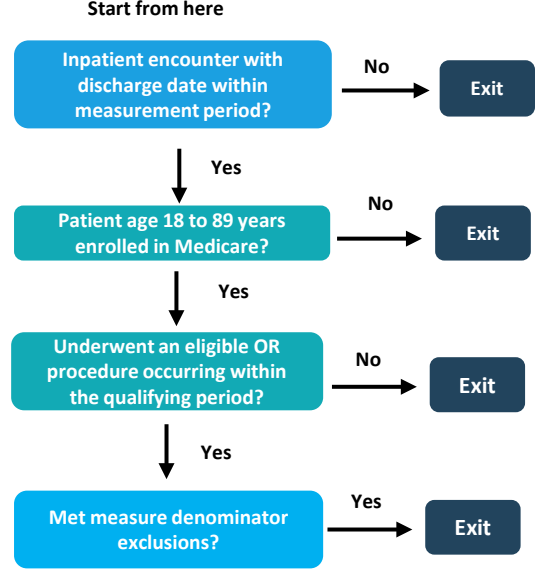 Start from here
Inpatient encounter with
discharge date within
measurement period?
No
Exit
Yes
Patient age 18 to 89 years
enrolled in Medicare?
No
Exit
Yes
Underwent an eligible OR
procedure occurring within
the qualifying period?
No
Exit
Yes
Met measure denominator
exclusions?
Yes
Exit